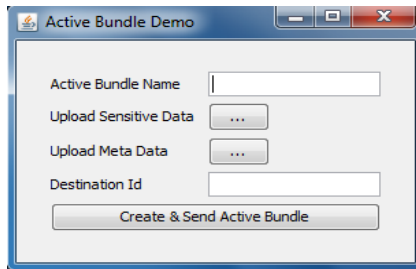 Active Bundle Demo
Active Bundle Name
Upload Sensitive Data ...
Upload Meta Data ...
Destination Id
Create & Send Active Bundle